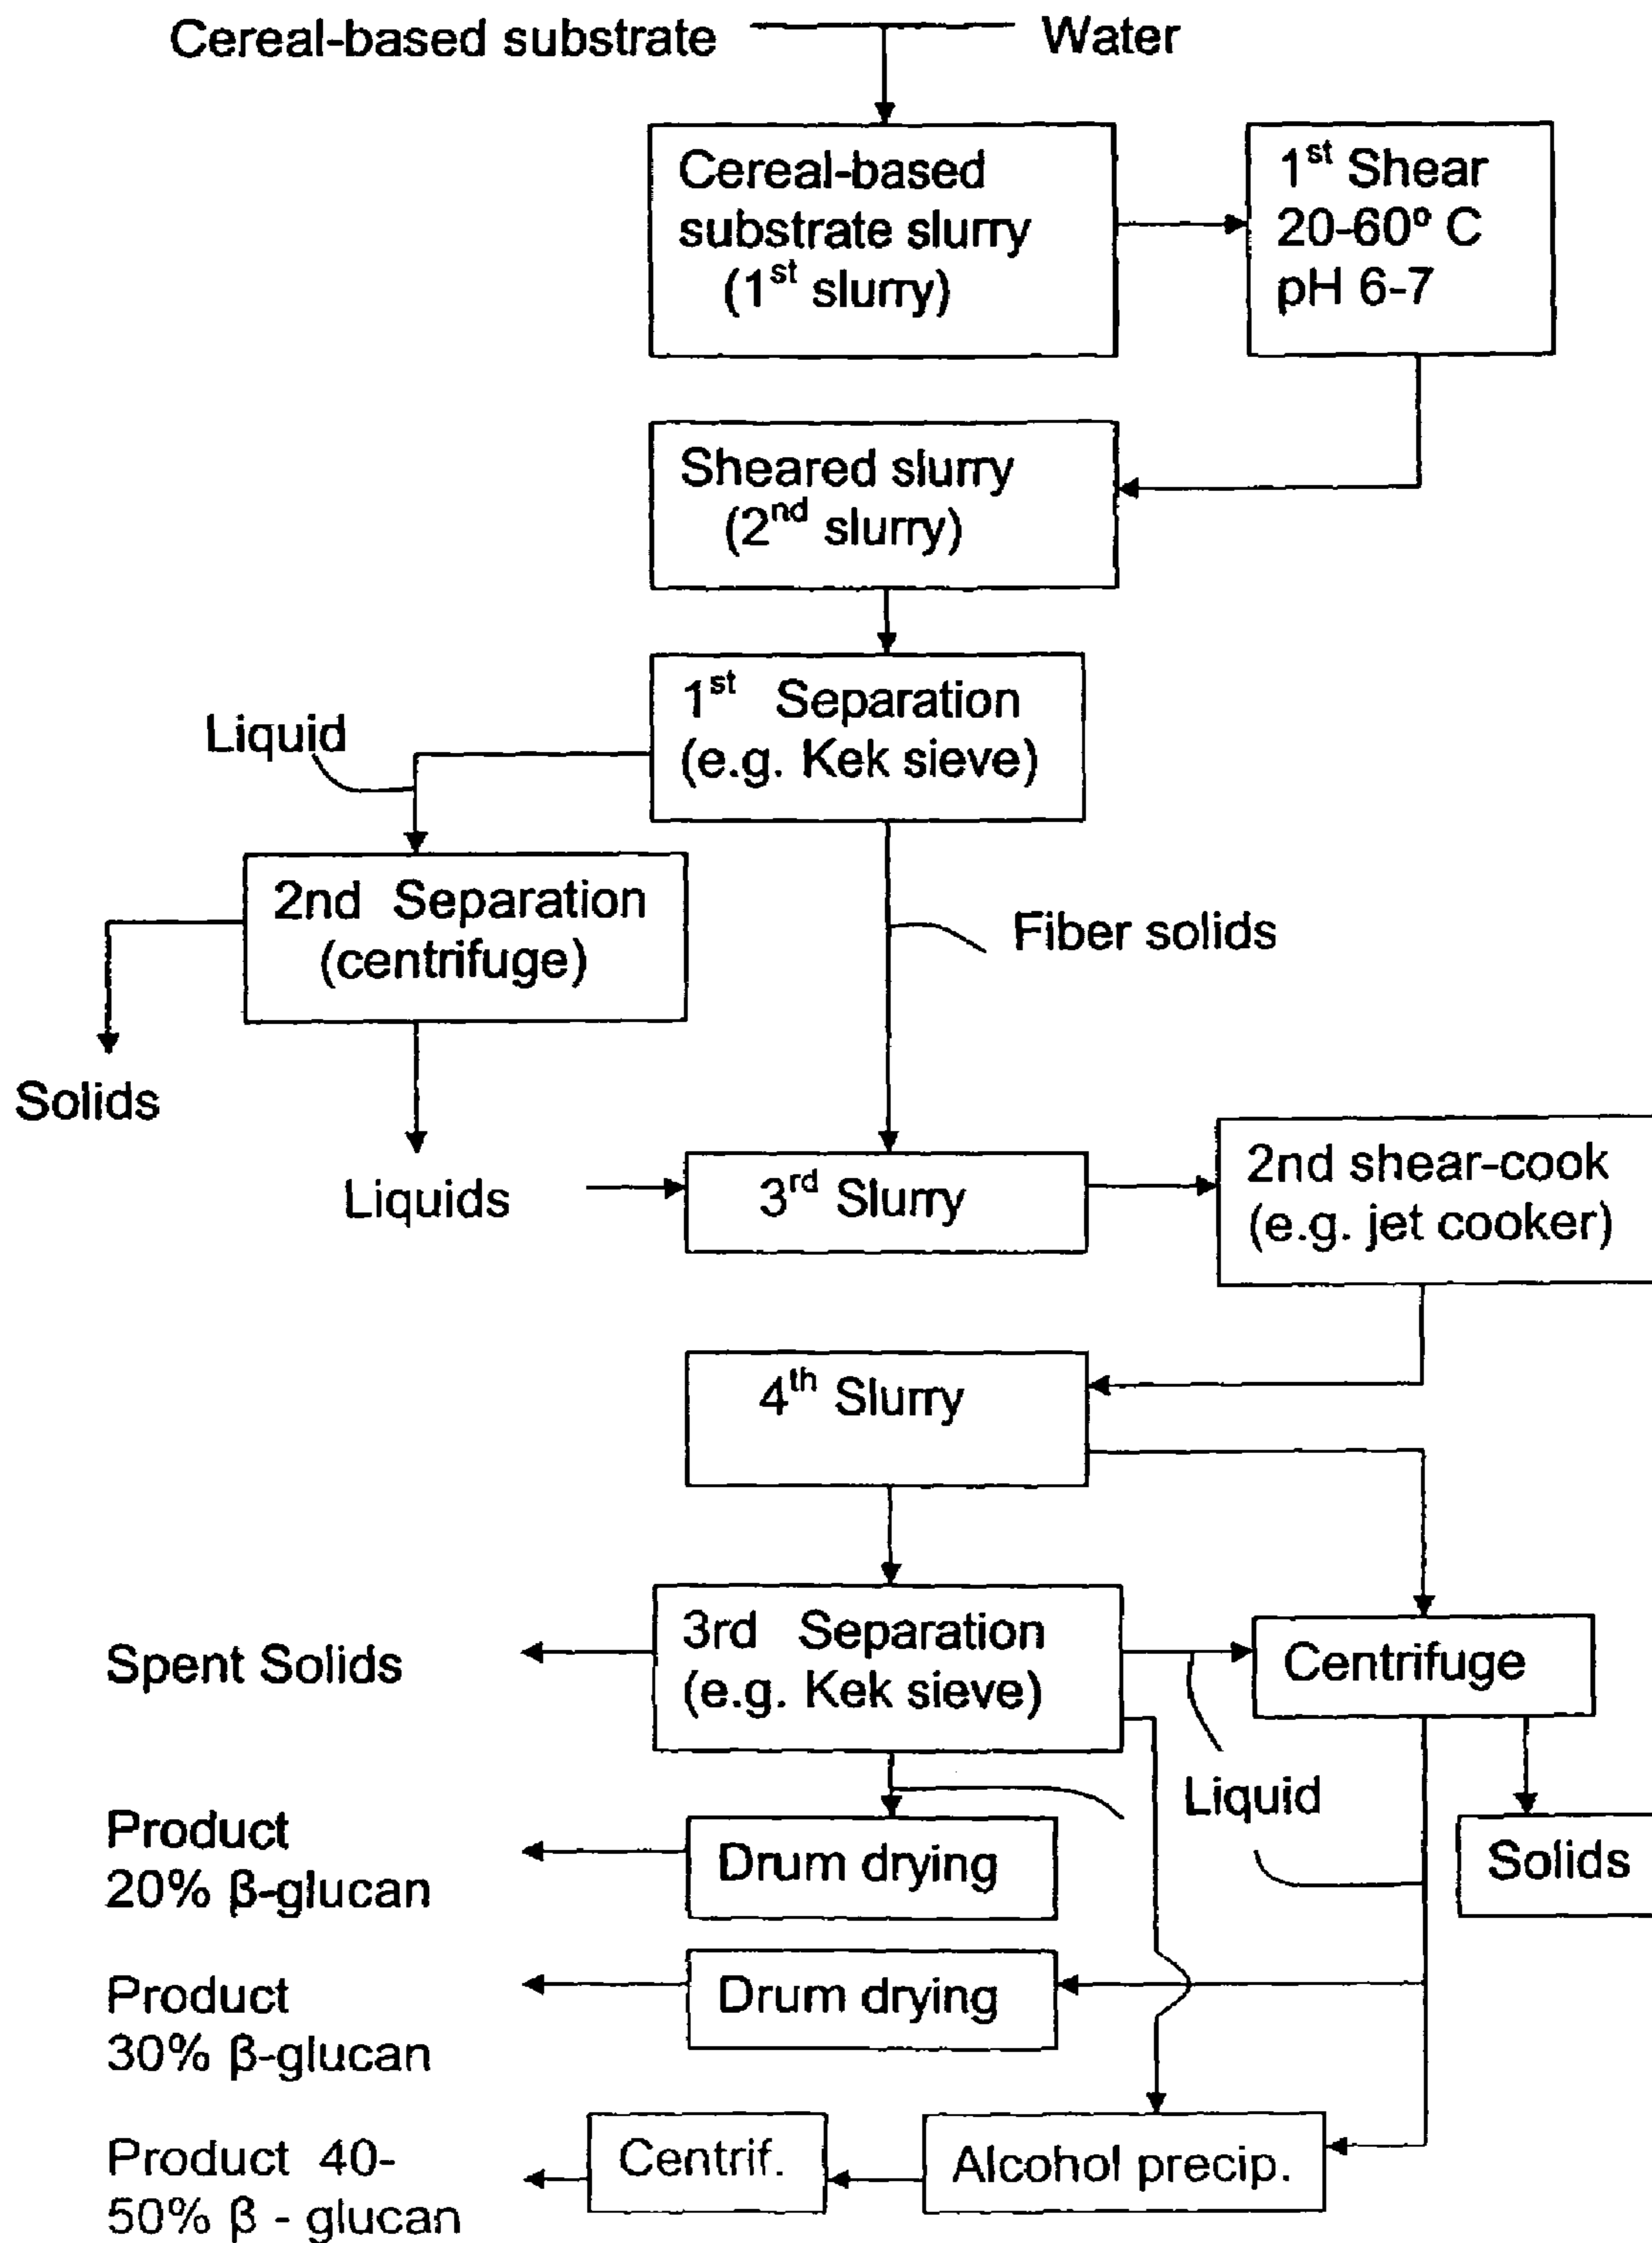 Cereal-based substrate
Water
Cereal-based
substrate slurry
(1st slurry)
1st Shear
20-60º C
pH 6-7
Sheared slurry
(2nd slurry)
1st Separation
(e.g. Kek sieve)
Liquid
2nd Separation
(centrifuge)
Fiber solids
Solids
Liquids
3rd Slurry
2nd shear-cook
(e.g. jet cooker)
4th Slurry
3rd Separation
(e.g. Kek sieve)
Spent Solids
Centrifuge
Liquid
Solids
Product
20% β-glucan
Drum drying
Product
30% β-glucan
Drum drying
Product 40-
50% β - glucan
Centrif.
Alcohol precip.